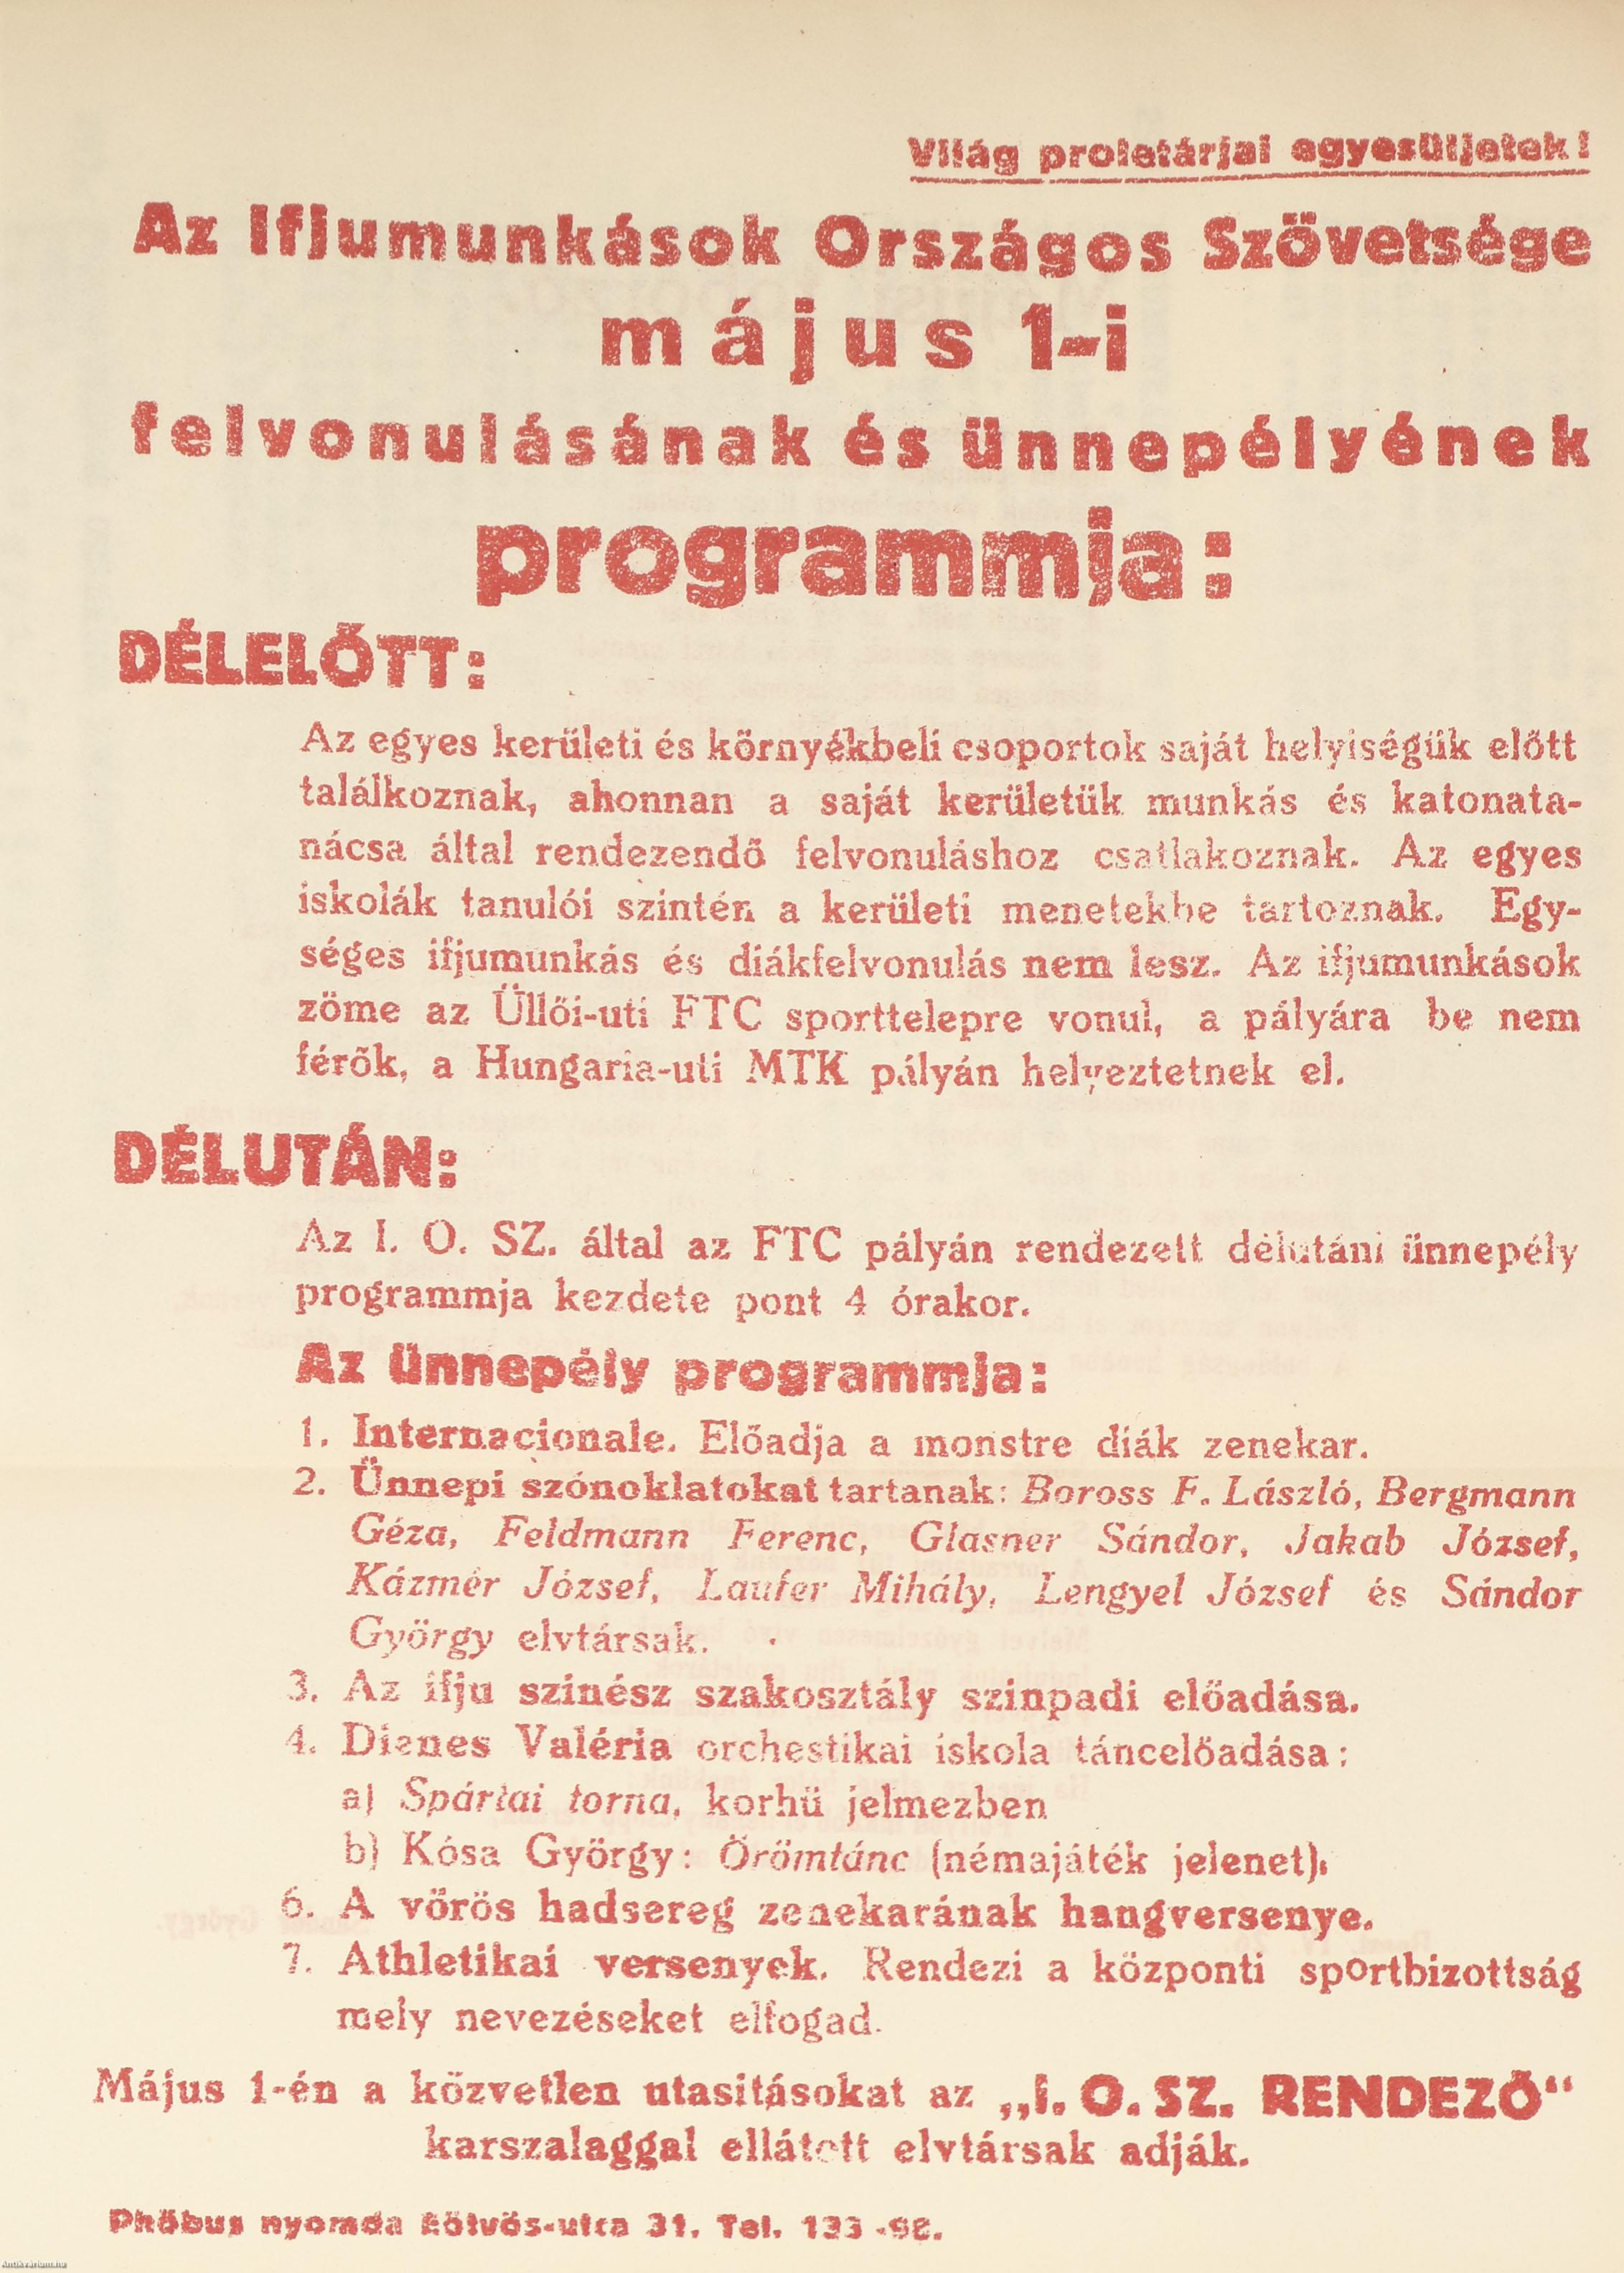 Világ proletárjai egyesüljetek!
Az Ifjumunkások Országos Szövetsége
május 1-i
felvonulásának és ünnepélyének
programmja:
DÉLELŐTT:
Az egyes kerületi és környékbeli csoportok saját helyiségük előtt
találkoznak, ahonnan a saját kerületük munkás és katonata-
nácsa által rendezendő felvonuláshoz csatlakoznak. Az egyes
iskolák tanulói szintén a kerületi menetekbe tartoznak. Egy-
séges ifjumunkás és diákfelvonulás nem lesz. Az ifjumunkások
zöme az Üllői-uti FTC sporttelepre vonul, a pályára be nem
férők, a Hungaria-uti MTK pályán helyeztetnek el.
DÉLUTÁN:
Az I. O. SZ. által az FTC pályán rendezett délutáni ünnepély
programmja kezdete pont 4 órakor.
Az ünnepély programmja:
1. Internacionale. Előadja a monstre diák zenekar.
2. Ünnepi szónoklatokat tartanak: Boross F. László, Bergmann
Géza, Feldmann Ferenc, Glasner Sándor, Jakab József,
Kázmér József, Laufer Mihály, Lengyel József és Sándor
György elvtársak.
3. Az ifju szinész szakosztály szinpadi előadása.
4. Dienes Valéria orchestikai iskola táncelőadása:
a) Spártai torna, korhü jelmezben
b) Kósa György: Örömtánc (némajáték jelenet).
6. A vörös hadsereg zenekarának hangversenye.
7. Athletikai versenyek. Rendezi a központi sportbizottság
mely nevezéseket elfogad.
Május 1-én a közvetlen utasitásokat az „I. O. SZ. RENDEZŐ“
karszalaggal ellátott elvtársak adják.
Phőbus nyomda Eötvös-utca 31. Tel. 133-
Antikvárium.hu